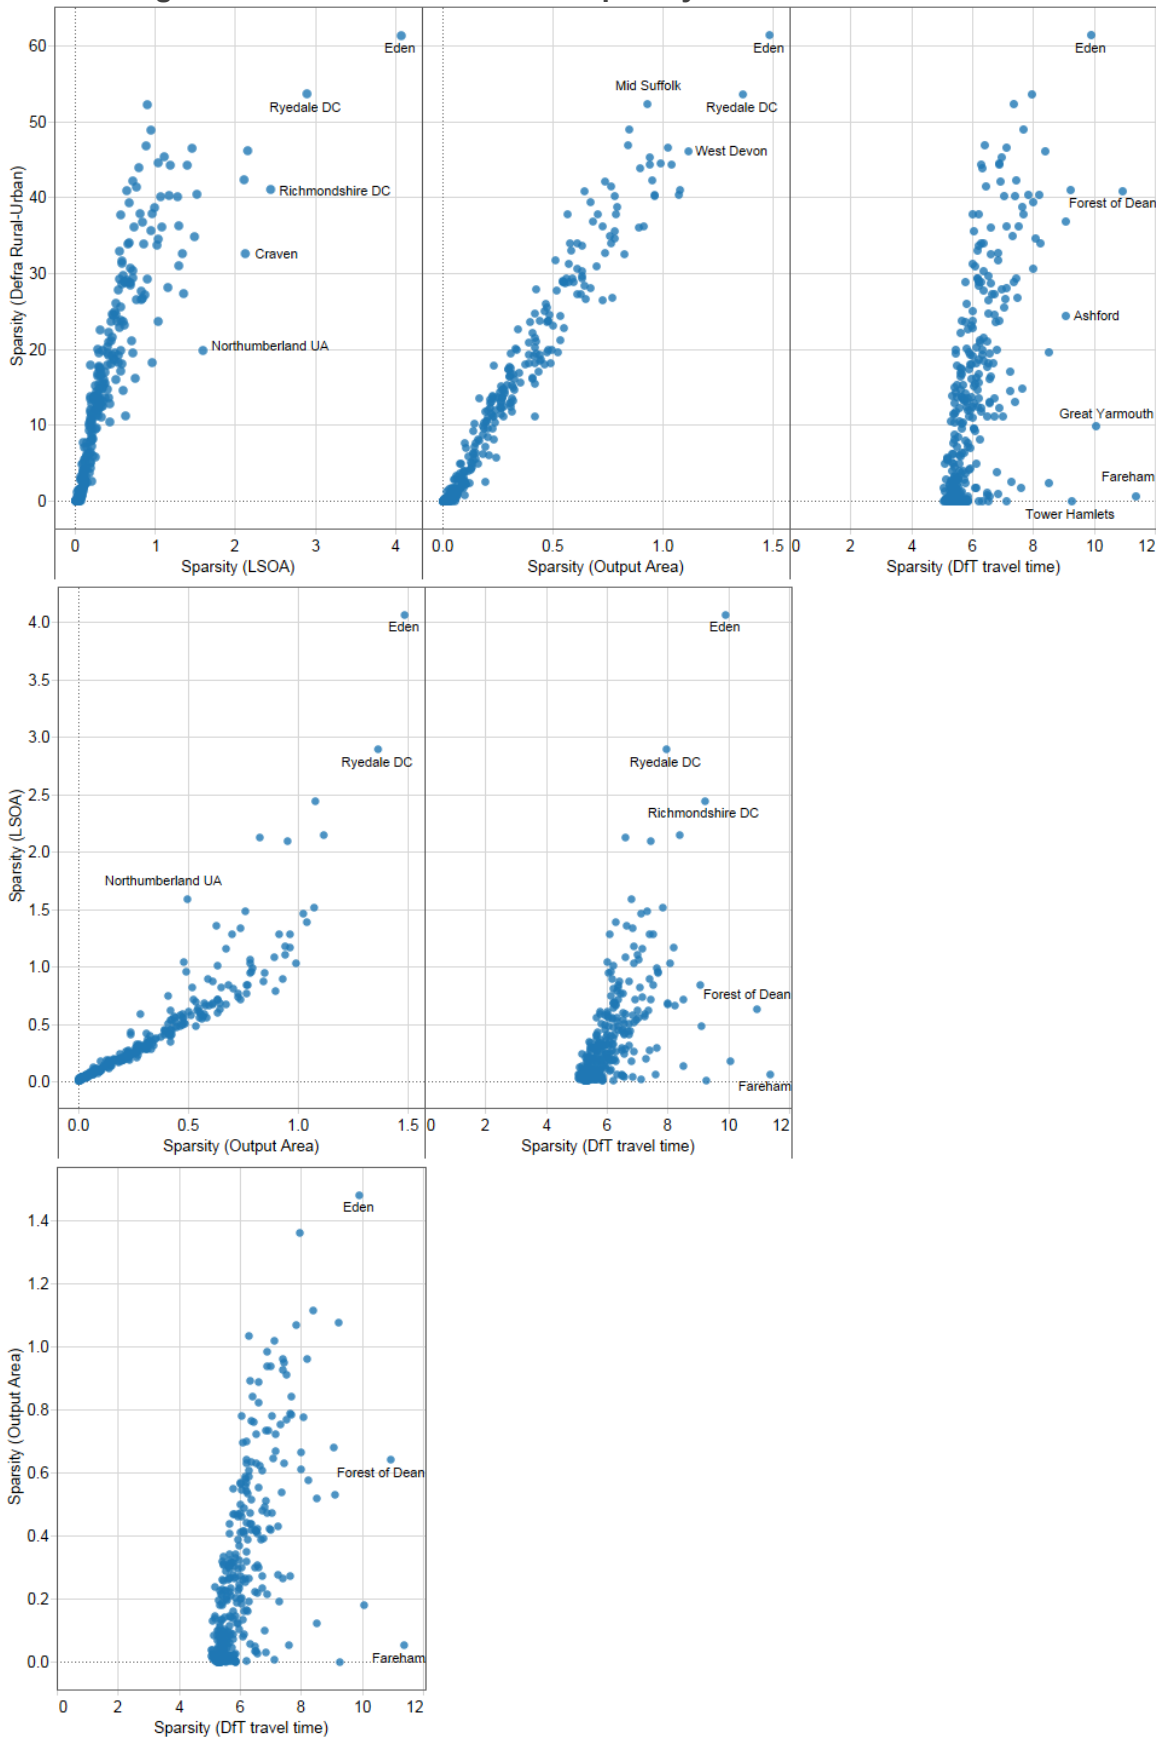 Eden
Eden
Eden
Mid Suffolk
Ryedale DC
Ryedale DC
West Devon
Richmondshire DC
Forest of Dean
Craven
Ashford
Northumberland UA
Great Yarmouth
Fareham
Tower Hamlets
60
50
40
30
20
10
0
Sparsity (Defra Rural-Urban)
0 1 2 3 4
0.0 0.5 1.0 1.5
0 2 4 6 8 10 12
Sparsity (LSOA)
Sparsity (Output Area)
Sparsity (DfT travel time)
Eden
Eden
Ryedale DC
Ryedale DC
Richmondshire DC
Northumberland UA
Forest of Dean
Fareham
4.0
3.5
3.0
2.5
2.0
1.5
1.0
0.5
0.0
Sparsity (LSOA)
0.0 0.5 1.0 1.5
0 2 4 6 8 10 12
Sparsity (Output Area)
Sparsity (DfT travel time)
Eden
Forest of Dean
Fareham
1.4
1.2
1.0
0.8
0.6
0.4
0.2
0.0
Sparsity (Output Area)
0 2 4 6 8 10 12
Sparsity (DfT travel time)